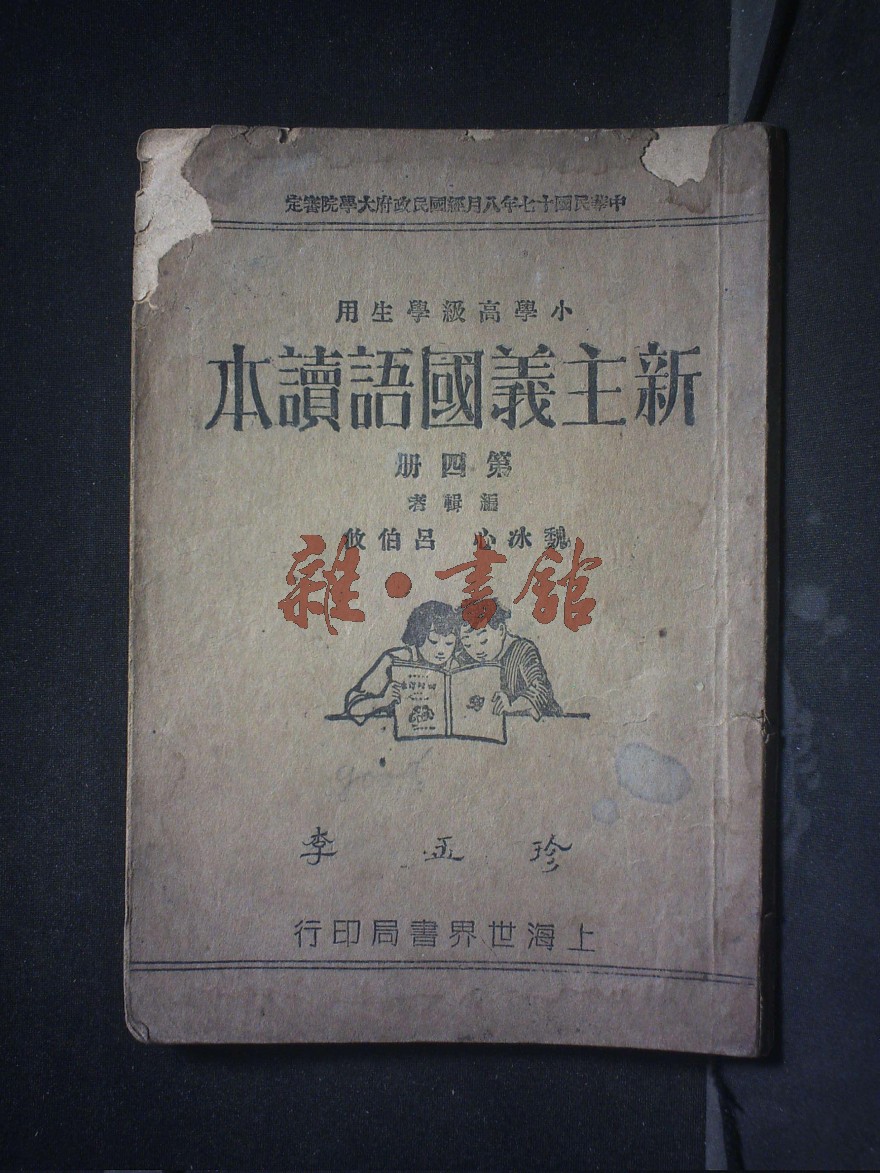 中華民國十七年八月經國民政府大學院審定
小學高級學生用
新主義國語讀本
第四册
編輯者
魏冰心 呂伯攸
雜·書館
good
李正珍
上海世界書局印行